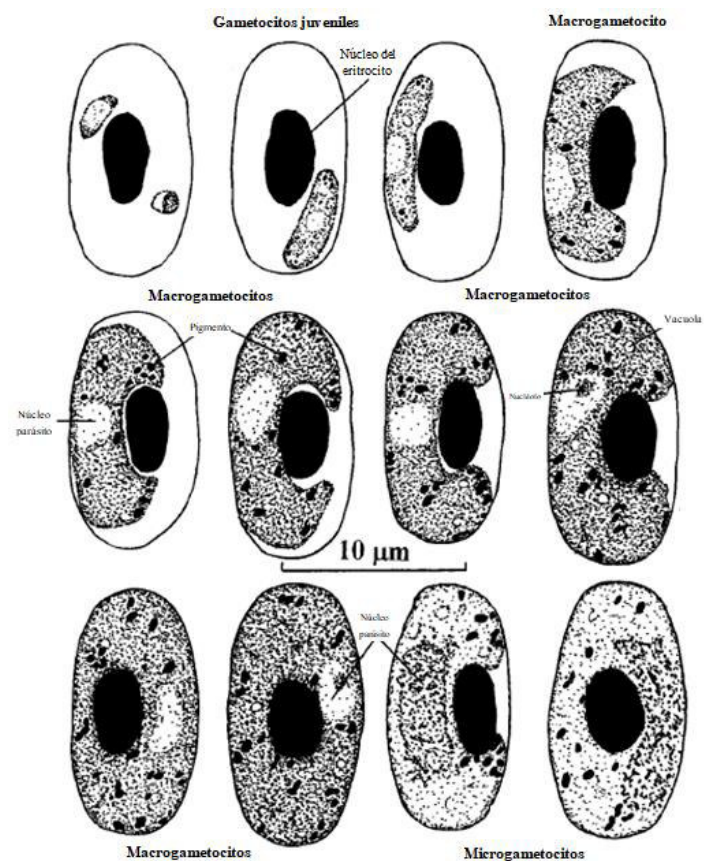 Gametocitos juveniles
Macrogametocito
Núcleo del
eritrocito
Macrogametocitos
Macrogametocitos
Pigmento
Vacuola
Núcleo
parásito
Nucléolo
10 µm
Núcleo
parásito
Macrogametocitos
Microgametocitos